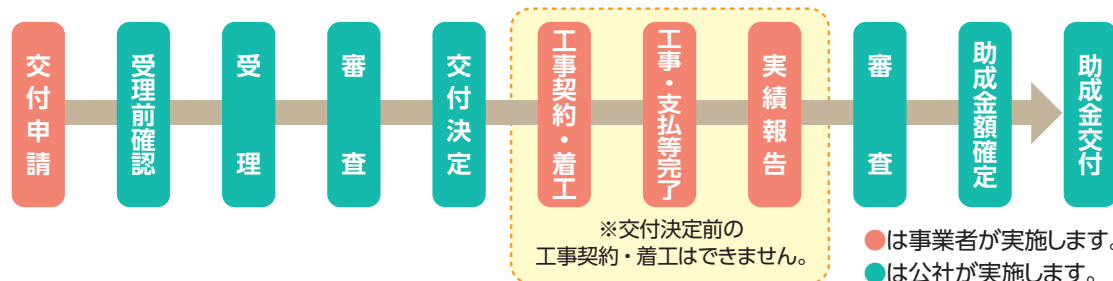 交付申請
受理前確認
受理
審査
交付決定
工事契約・着工
工事・支払等完了
実績報告
審査
助成金額確定
助成金交付
※交付決定前の
工事契約・着工はできません。
●は事業者が実施します。
●は公社が実施します。